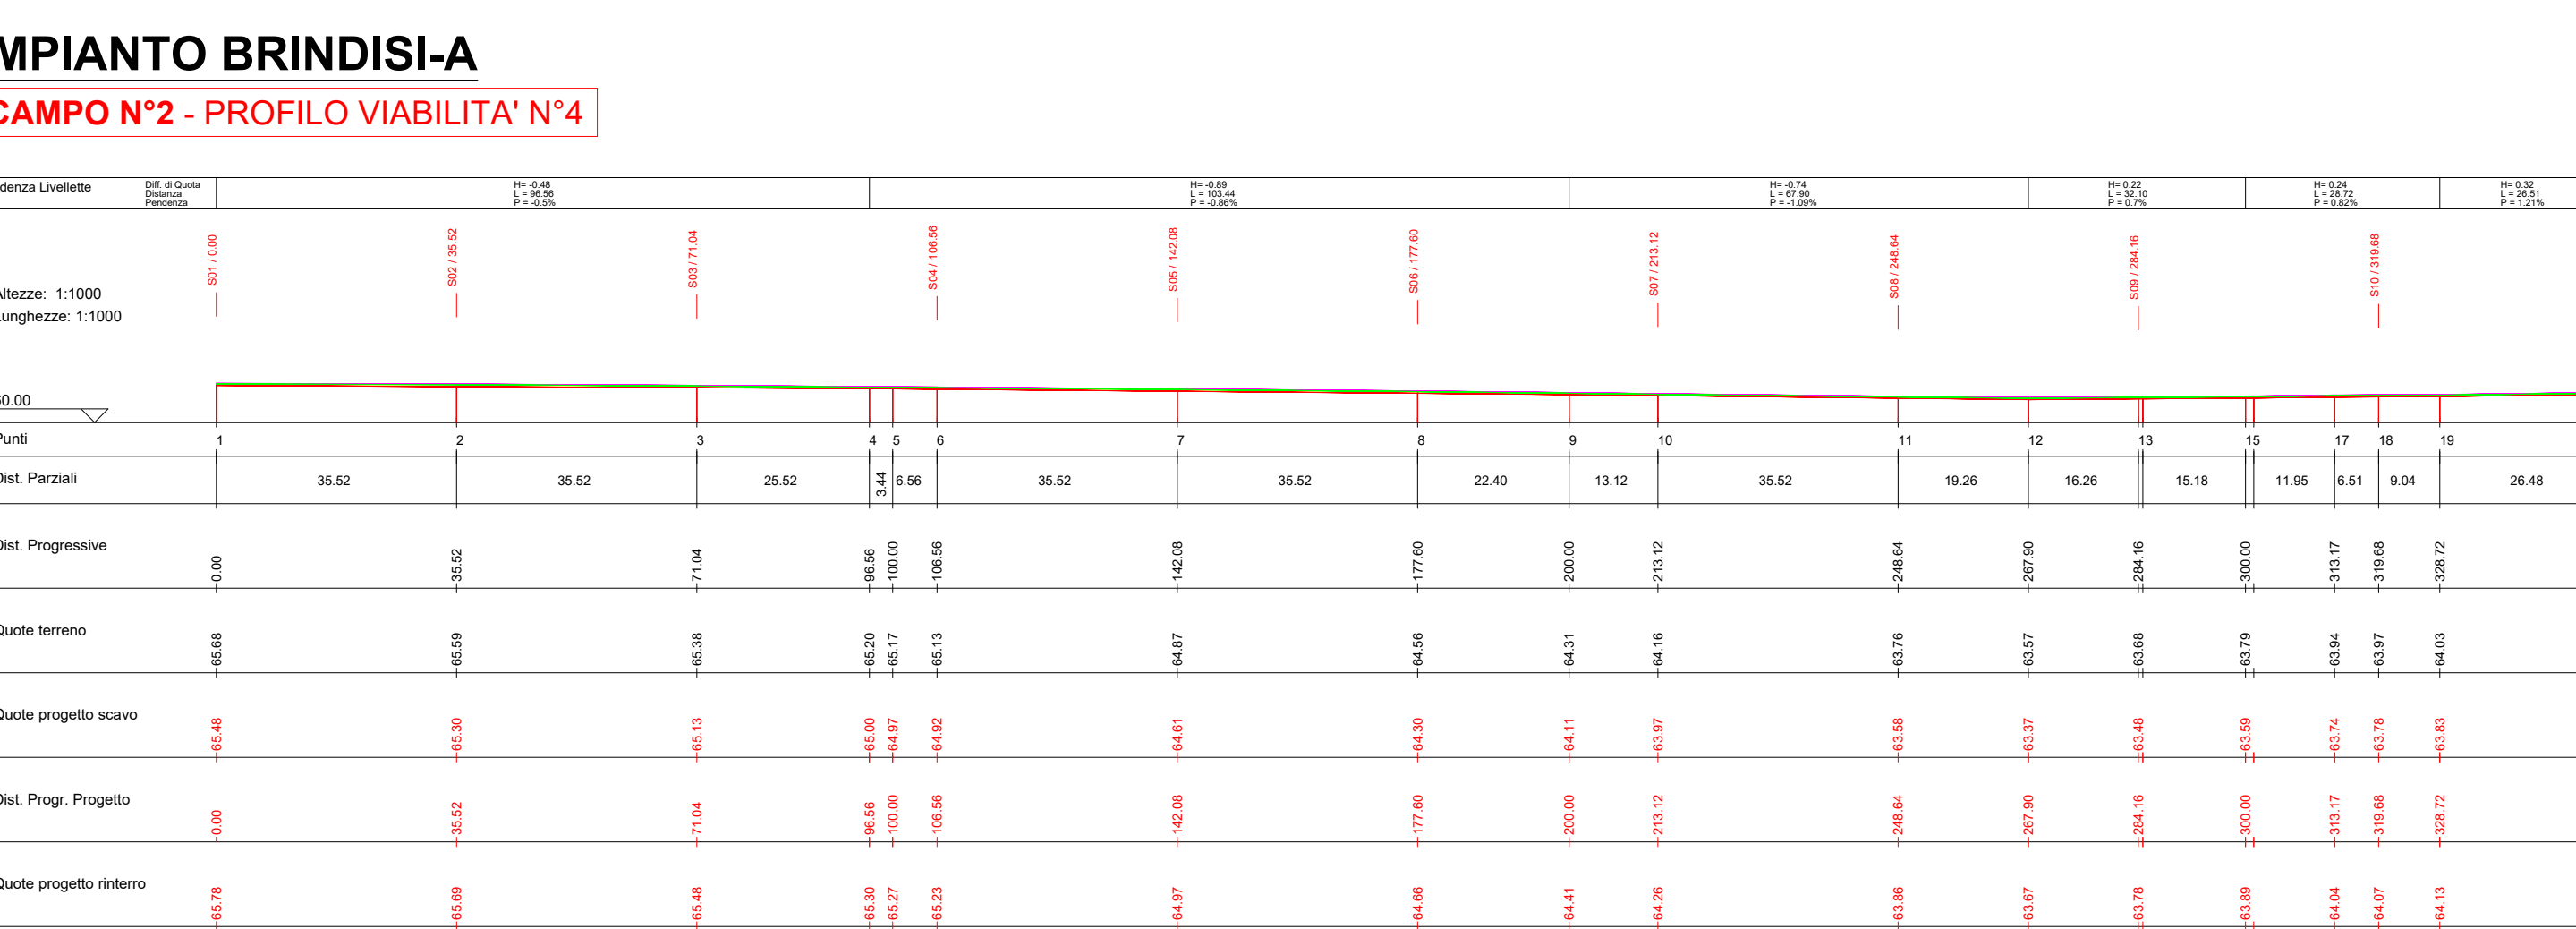 MPIANTO BRINDISI-A
CAMPO N°2 - PROFILO VIABILITA' N°4
denza Livellette
Diff. di Quota
Distanza
Pendenza
H= -0.48
L = 96.56
P = -0.5%
H= -0.89
L = 103.44
P = -0.86%
H= -0.74
L = 67.90
P = -1.09%
H= 0.22
L = 32.10
P = 0.7%
H= 0.24
L = 28.72
P = 0.82%
H= 0.32
L = 26.51
P = 1.21%
S01 / 0.00
S02 / 35.52
S03 / 71.04
S04 / 106.56
S05 / 142.08
S06 / 177.60
S07 / 213.12
S08 / 248.64
S09 / 284.16
S10 / 319.68
Altezze: 1:1000
Lunghezze: 1:1000
60.00
Punti 1 2 3 4 5 6 7 8 9 10 11 12 13 15 17 18 19
Dist. Parziali 35.52 35.52 25.52 3.44 6.56 35.52 35.52 22.40 13.12 35.52 19.26 16.26 15.18 11.95 6.51 9.04 26.48
Dist. Progressive 0.00 35.52 71.04 96.56 100.00 106.56 142.08 177.60 200.00 213.12 248.64 267.90 284.16 300.00 313.17 319.68 328.72
Quote terreno 65.68 65.59 65.38 65.20 65.17 65.13 64.87 64.56 64.31 64.16 63.76 63.57 63.68 63.79 63.94 63.97 64.03
Quote progetto scavo 65.48 65.30 65.13 65.00 64.97 64.92 64.61 64.30 64.11 63.97 63.58 63.37 63.48 63.59 63.74 63.78 63.83
Dist. Progr. Progetto 0.00 35.52 71.04 96.56 100.00 106.56 142.08 177.60 200.00 213.12 248.64 267.90 284.16 300.00 313.17 319.68 328.72
Quote progetto rinterro 65.78 65.69 65.48 65.30 65.27 65.23 64.97 64.66 64.41 64.26 63.86 63.67 63.78 63.89 64.04 64.07 64.13